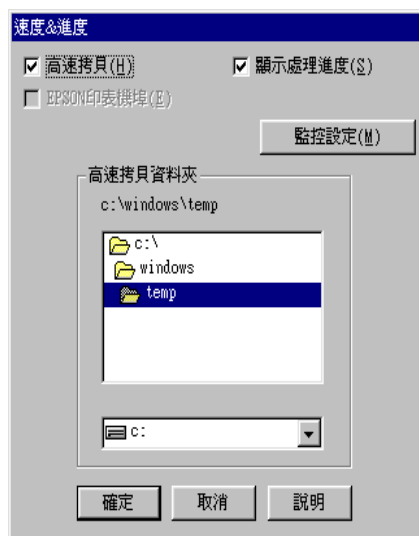 速度&進度
高速拷貝(H)
顯示處理進度(S)
EPSON印表機埠(E)
監控設定(M)
高速拷貝資料夾
c:\windows\temp
c:\
windows
temp
c:
確定
取消
說明